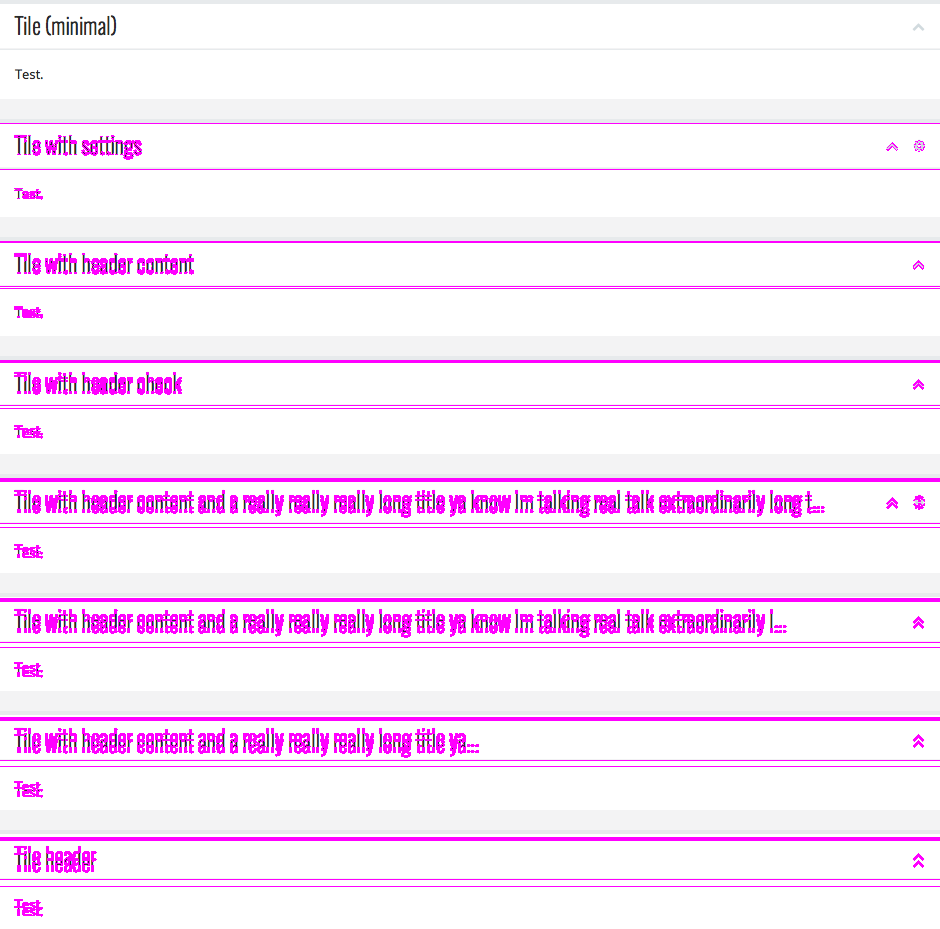 Tile (minimal)
Test.
Tile with settings
Test.
Tile with header content
Test.
Tile with header check
Test.
Tile with header content and a really really really long title ya know Im talking real talk extraordinarily long t...
Test.
Tile with header content and a really really really long title ya know Im talking real talk extraordinarily l...
Test.
Tile with header content and a really really really long title ya...
Test.
Tile header
Test.